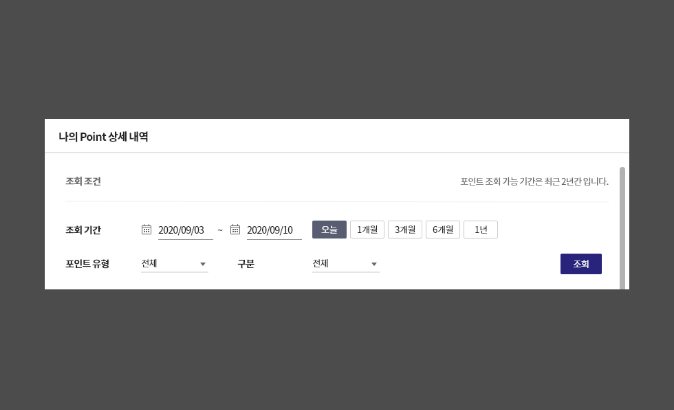 나의 Point 상세 내역
조회 조건 포인트 조회 가능 기간은 최근 2년간 입니다.
조회 기간 2020/09/03 ~ 2020/09/10 오늘 1개월 3개월 6개월 1년
포인트 유형 전체 구분 전체 조회